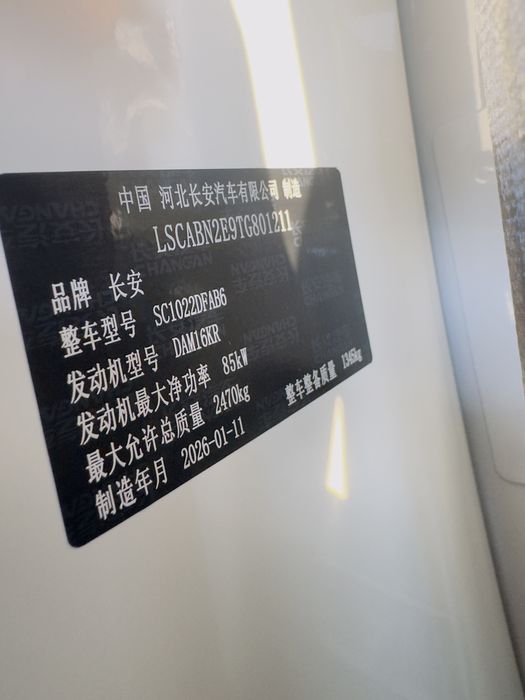 中国 河北长安汽车有限公司 制造
LSCABN2E9TG801211
品牌 长安
整车型号 SC1022DFAB6
发动机型号 DAM16KR
发动机最大净功率 85kW
最大允许总质量 2470kg 整车整备质量 1345kg
制造年月 2026-01-11
CHANGAN